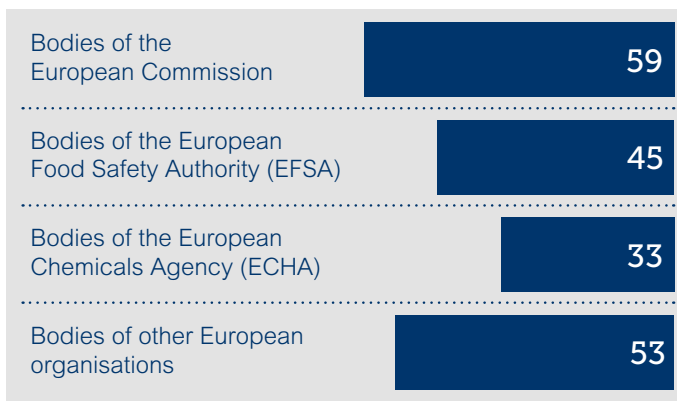 Bodies of the
European Commission
59
Bodies of the European
Food Safety Authority (EFSA)
45
Bodies of the European
Chemicals Agency (ECHA)
33
Bodies of other European
organisations
53